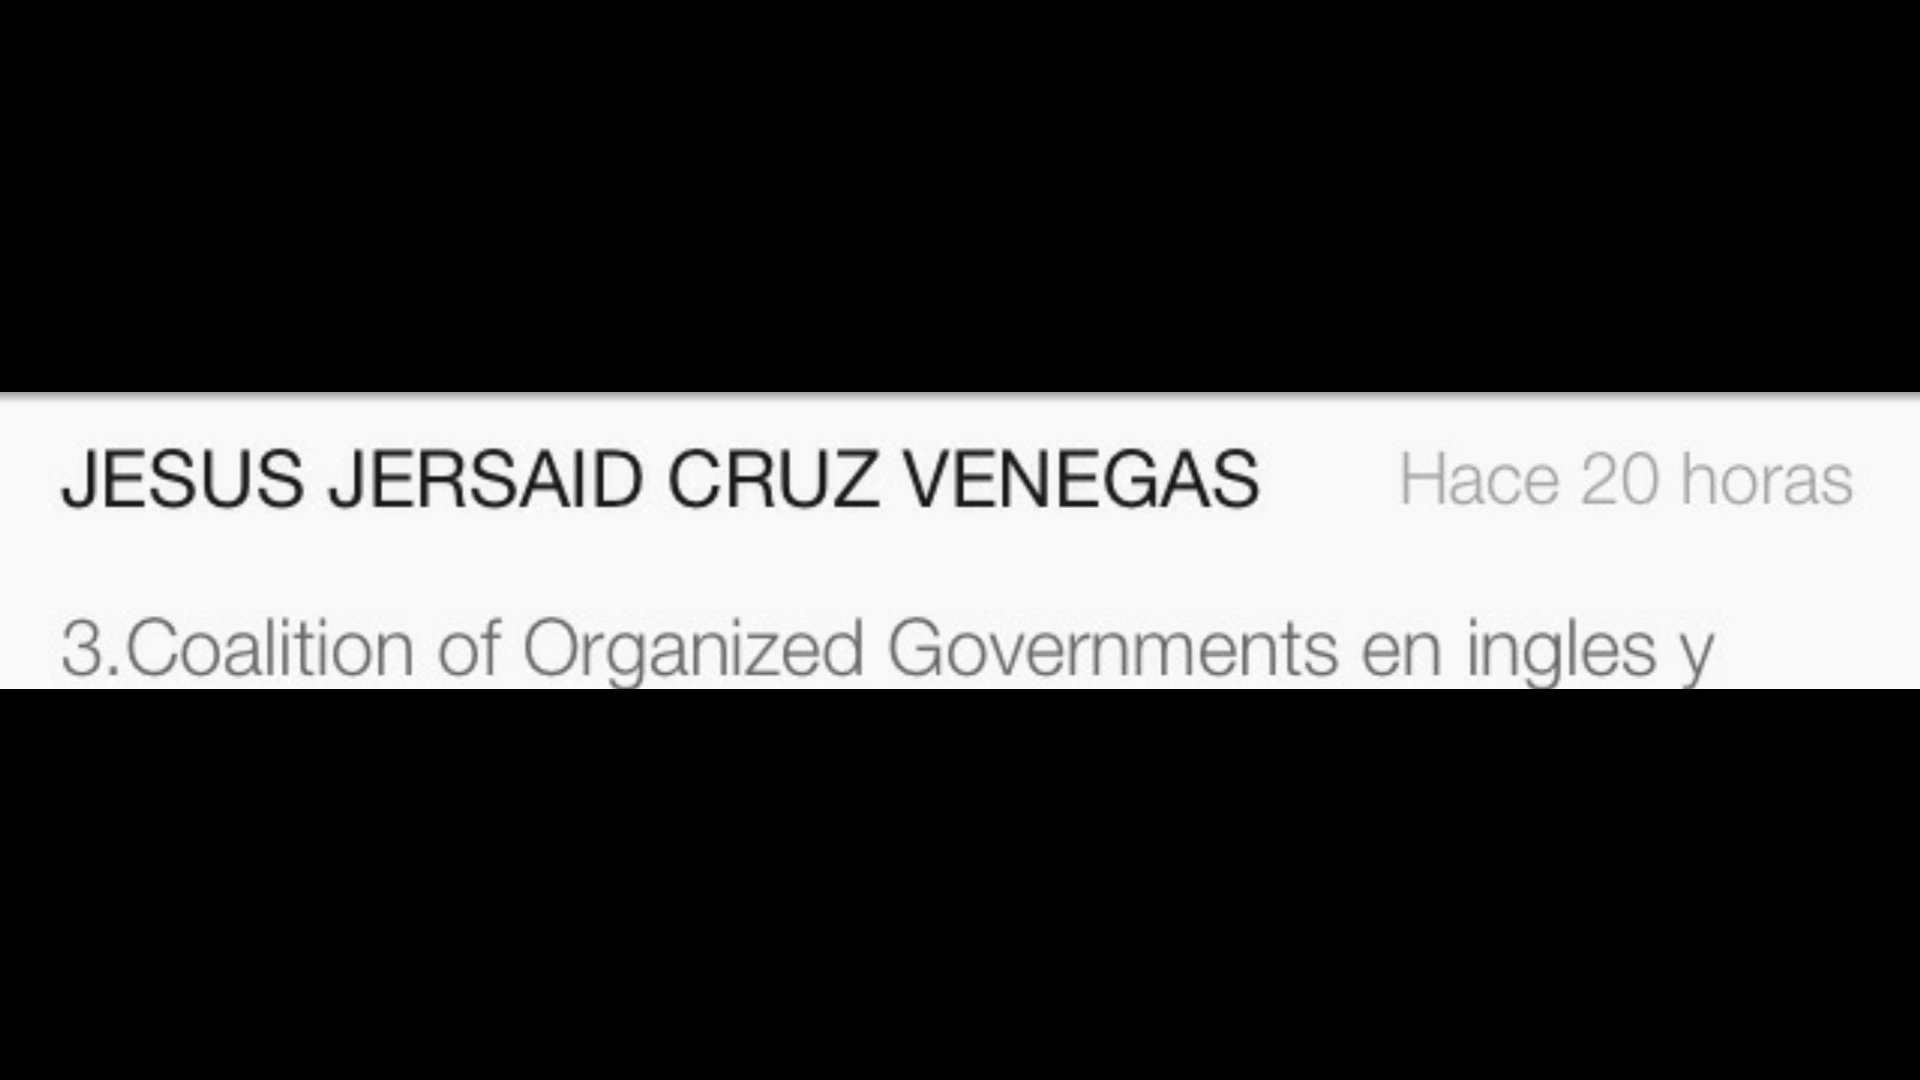 JESUS JERSAID CRUZ VENEGAS Hace 20 horas
3.Coalition of Organized Governments en ingles y